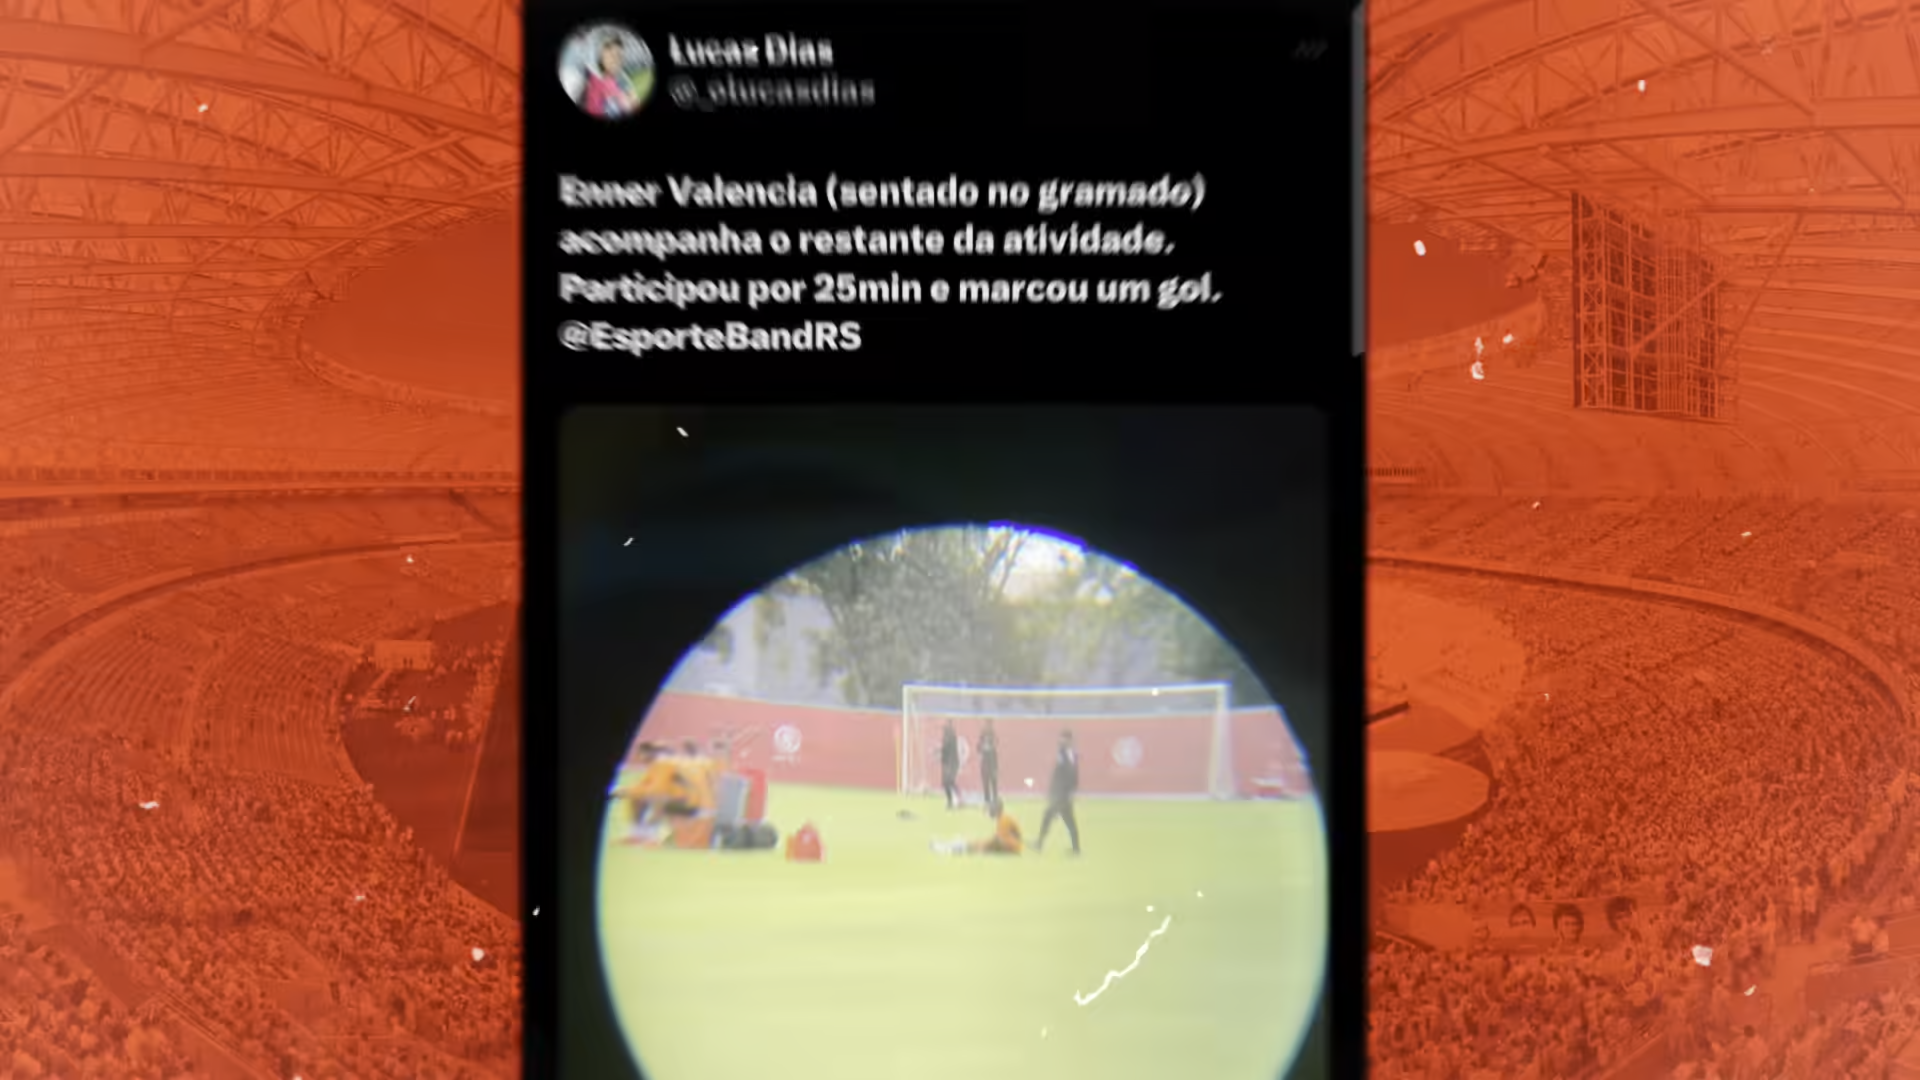 Lucas Dias
@_olucasdias
Enner Valencia (sentado no gramado)
acompanha o restante da atividade.
Participou por 25min e marcou um gol.
@EsporteBandRS